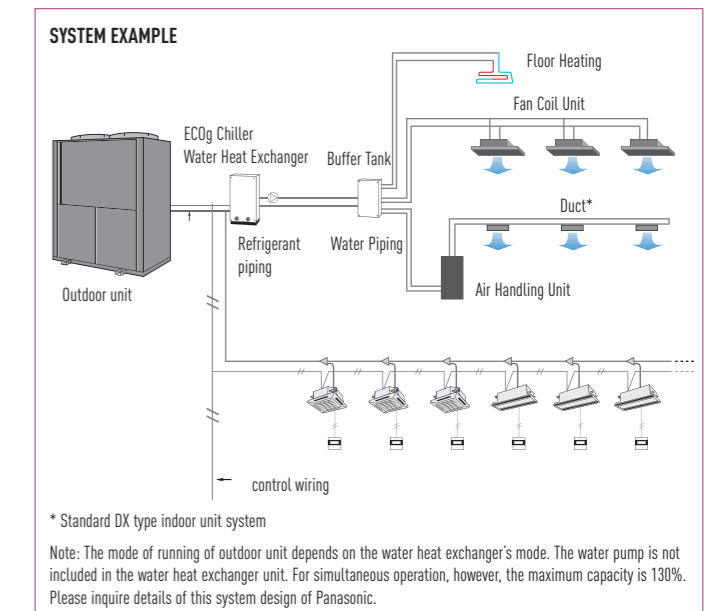 SYSTEM EXAMPLE
Floor Heating
Fan Coil Unit
ECOg Chiller
Water Heat Exchanger
Buffer Tank
Duct*
Refrigerant
piping
Water Piping
Air Handling Unit
Outdoor unit
control wiring
* Standard DX type indoor unit system
Note: The mode of running of outdoor unit depends on the water heat exchanger's mode. The water pump is not
included in the water heat exchanger unit. For simultaneous operation, however, the maximum capacity is 130%.
Please inquire details of this system design of Panasonic.